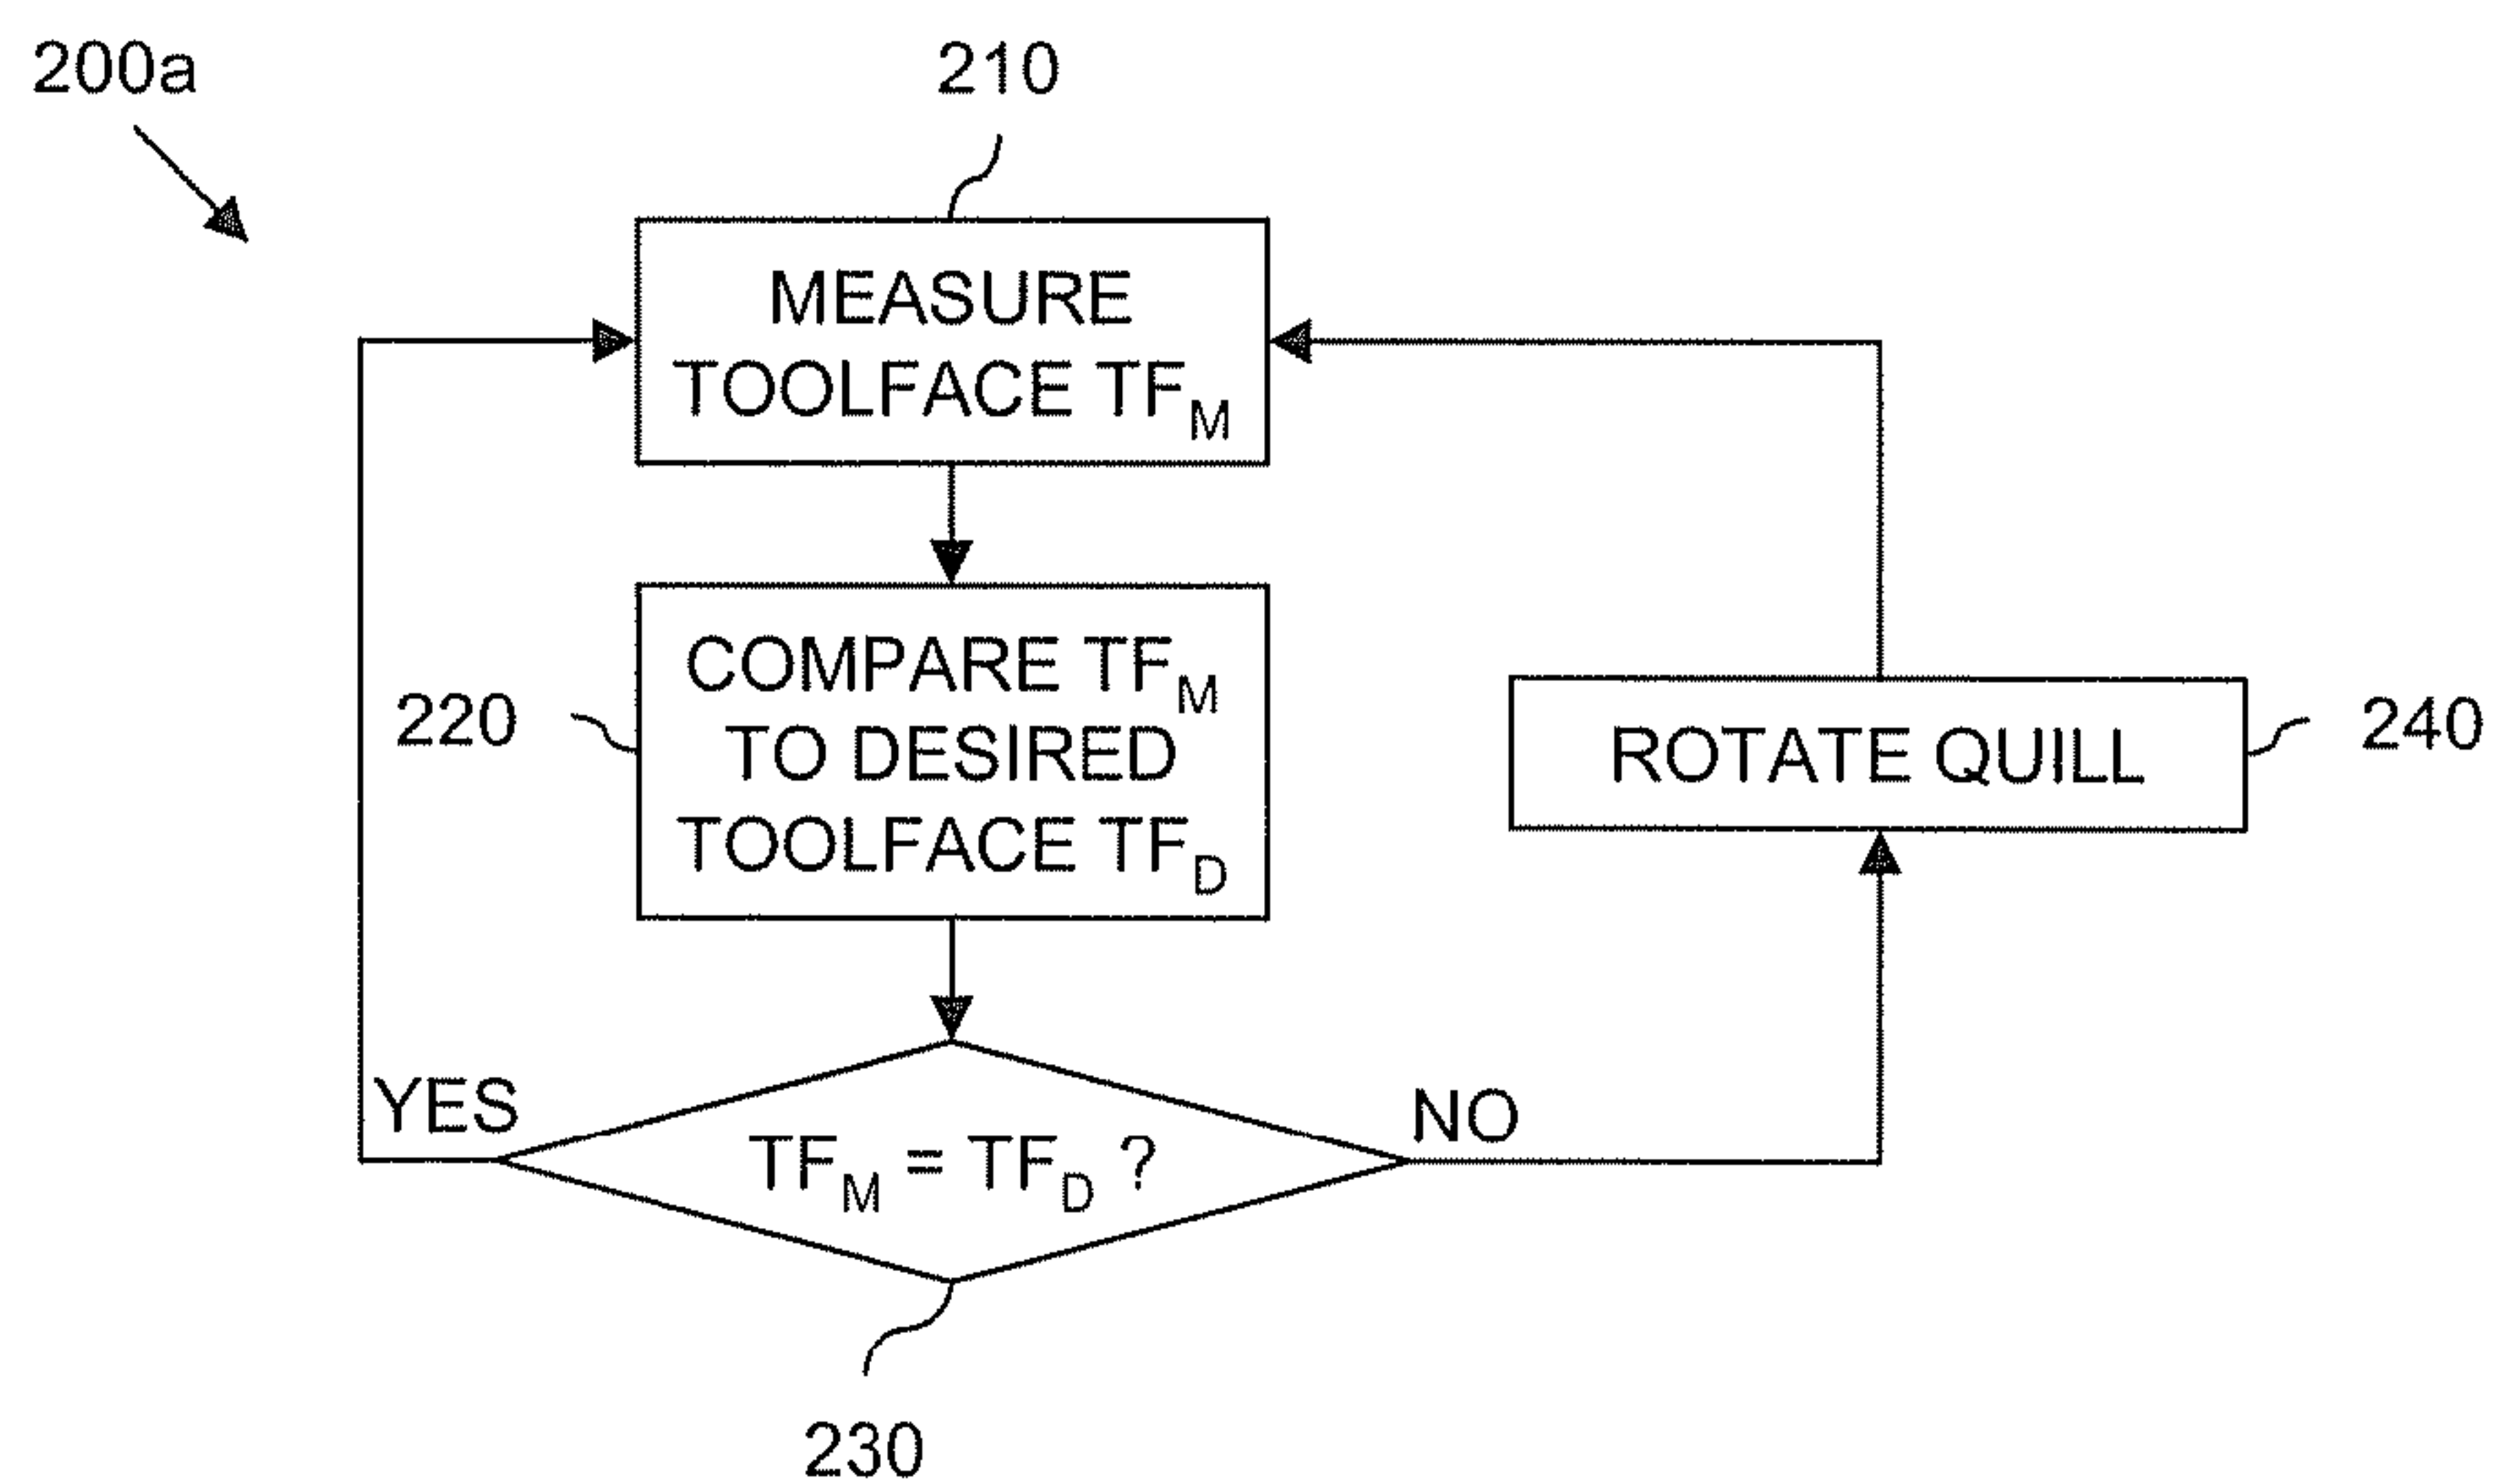 200a
210
MEASURE
TOOLFACE TF_M
COMPARE TF_M
TO DESIRED
TOOLFACE TF_D
220
ROTATE QUILL
240
YES
TF_M = TF_D ?
NO
230